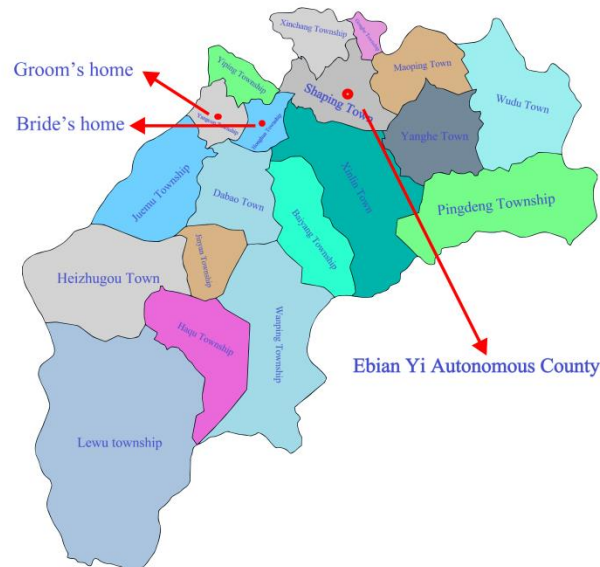 Xinchang Township
Yiping Township
Maoping Town
Groom's home
Shaping Town
Wudu Town
Bride's home
Yanghe Town
Juemu Township
Dabao Town
Xinlin Town
Pingdeng Township
Baiyang Township
Jinyan Township
Heizhugou Town
Haqu Township
Wanping Township
Ebian Yi Autonomous County
Lewu township